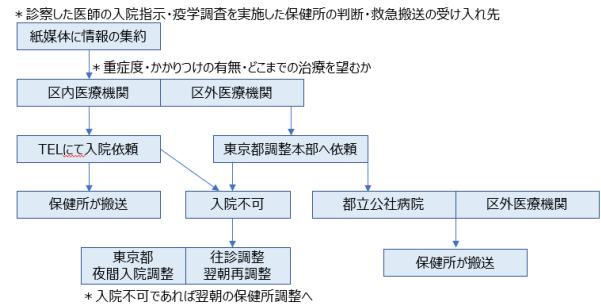 ＊診察した医師の入院指示・疫学調査を実施した保健所の判断・救急搬送の受け入れ先
紙媒体に情報の集約
＊重症度・かかりつけの有無・どこまでの治療を望むか
区内医療機関
区外医療機関
TELにて入院依頼
東京都調整本部へ依頼
保健所が搬送
入院不可
都立公社病院
区外医療機関
東京都
夜間入院調整
往診調整
翌朝再調整
保健所が搬送
＊入院不可であれば翌朝の保健所調整へ